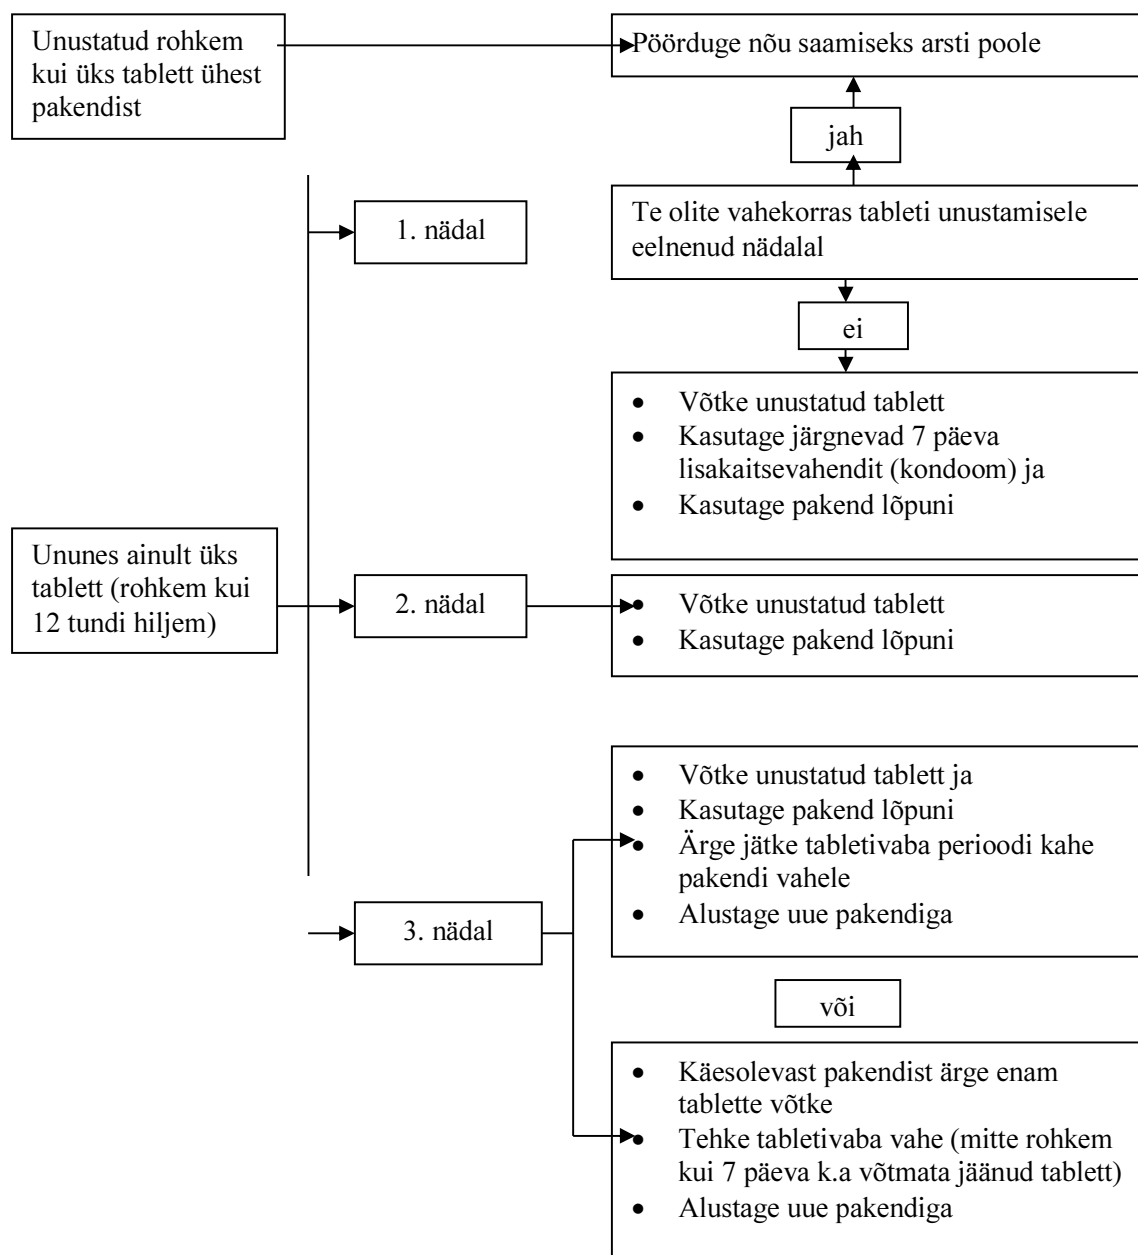 Unustatud rohkem
kui üks tablett ühest
pakendist
Pöörduge nõu saamiseks arsti poole
jah
1. nädal
Te olite vahekorras tableti unustamisele
eelnenud nädalal
ei
• Võtke unustatud tablett
• Kasutage järgnevad 7 päeva
lisakaitsevahendit (kondoom) ja
• Kasutage pakend lõpuni
Ununes ainult üks
tablett (rohkem kui
12 tundi hiljem)
2. nädal
• Võtke unustatud tablett
• Kasutage pakend lõpuni
3. nädal
• Võtke unustatud tablett ja
• Kasutage pakend lõpuni
• Ärge jätke tabletivaba perioodi kahe
pakendi vahele
• Alustage uue pakendiga
või
• Käesolevast pakendist ärge enam
tablette võtke
• Tehke tabletivaba vahe (mitte rohkem
kui 7 päeva k.a võtmata jäänud tablett)
• Alustage uue pakendiga